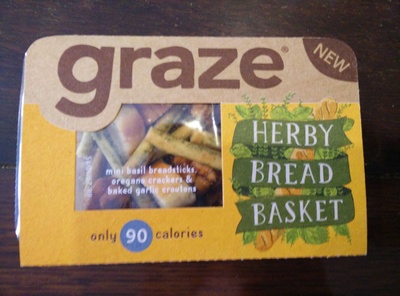 graze®
NEW
HERBY
BREAD
BASKET
mini basil breadsticks,
oregano crackers &
baked garlic croutons
only 90 calories